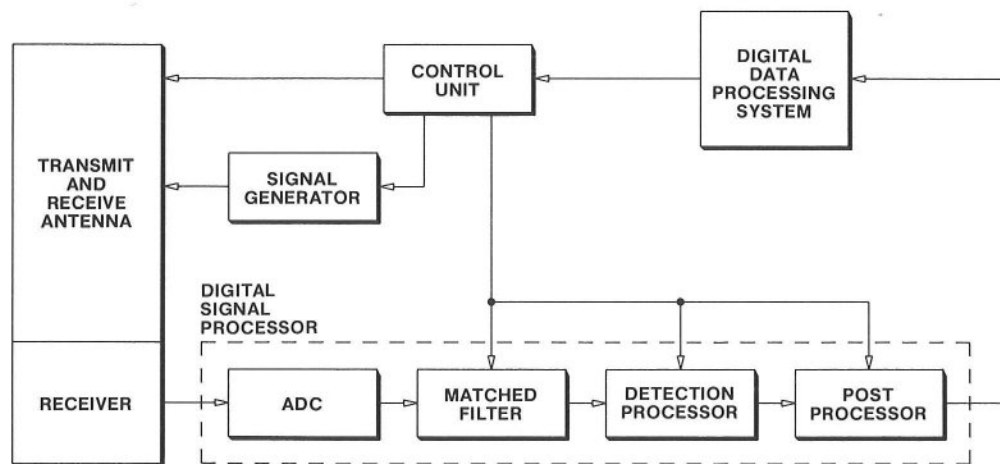 TRANSMIT
AND
RECEIVE
ANTENNA
RECEIVER
CONTROL
UNIT
SIGNAL
GENERATOR
DIGITAL
DATA
PROCESSING
SYSTEM
DIGITAL
SIGNAL
PROCESSOR
ADC
MATCHED
FILTER
DETECTION
PROCESSOR
POST
PROCESSOR